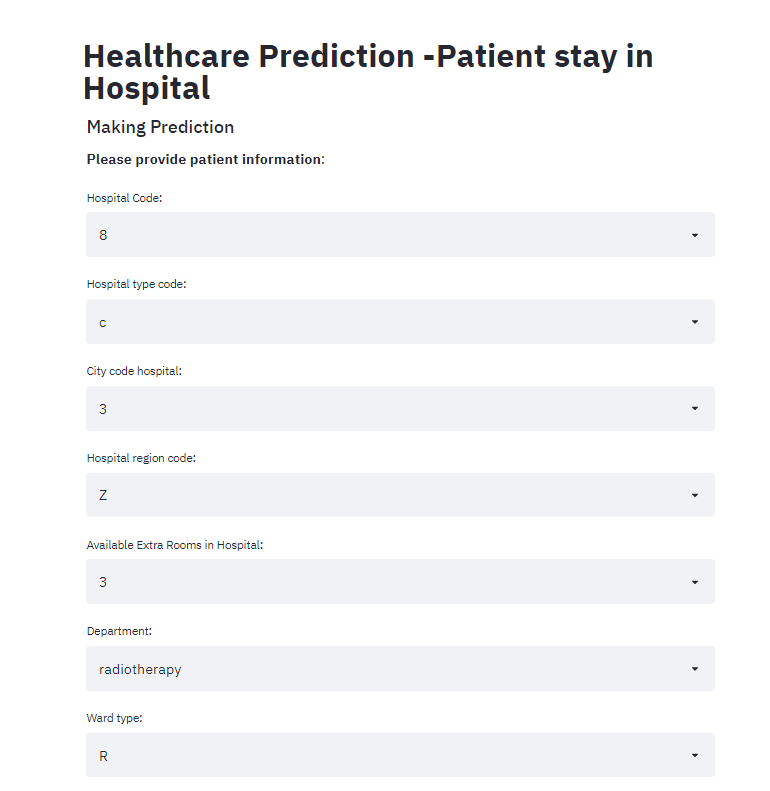 Healthcare Prediction -Patient stay in
Hospital
Making Prediction
Please provide patient information:
Hospital Code:
8
Hospital type code:
c
City code hospital:
3
Hospital region code:
Z
Available Extra Rooms in Hospital:
3
Department:
radiotherapy
Ward type:
R